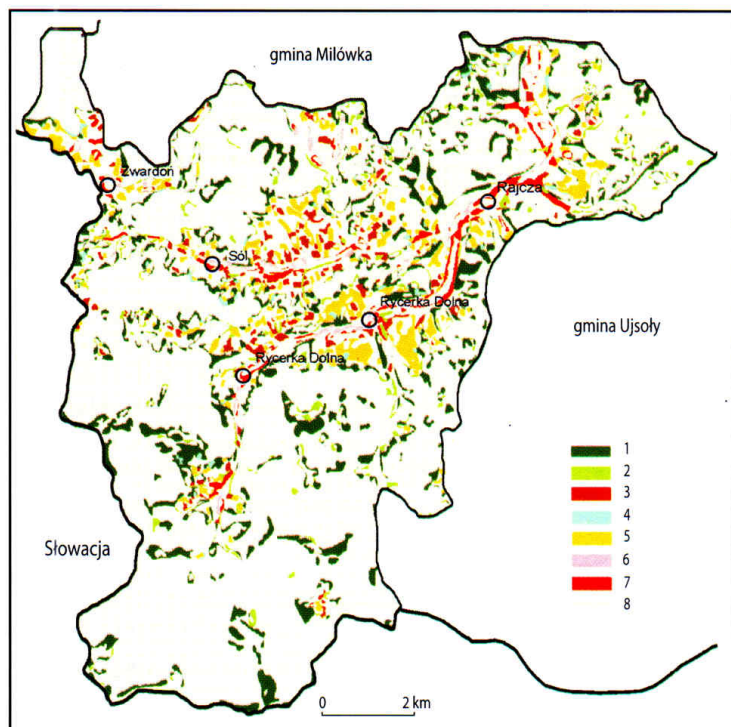 gmina Milówka
Zwardoń
Rajcza
Sól
Rycerka Dolna
gmina Ujsoły
Rycerka Dolna
1
2
3
4
5
6
7
8
Słowacja
0 2 km